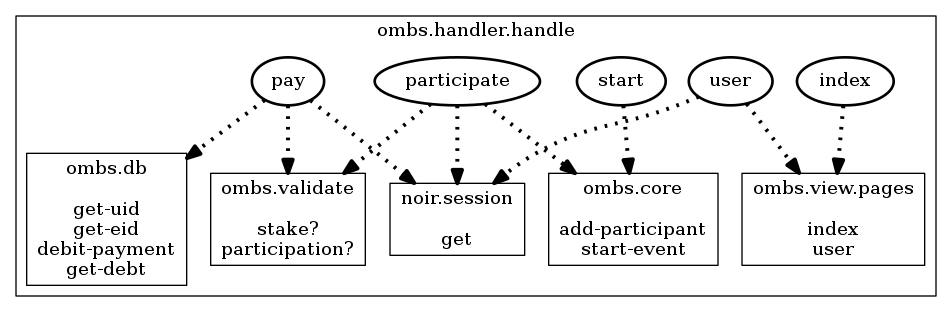 ombs.handler.handle
pay
participate
start
user
index
ombs.db
get-uid
get-eid
debit-payment
get-debt
ombs.validate
stake?
participation?
noir.session
get
ombs.core
add-participant
start-event
ombs.view.pages
index
user